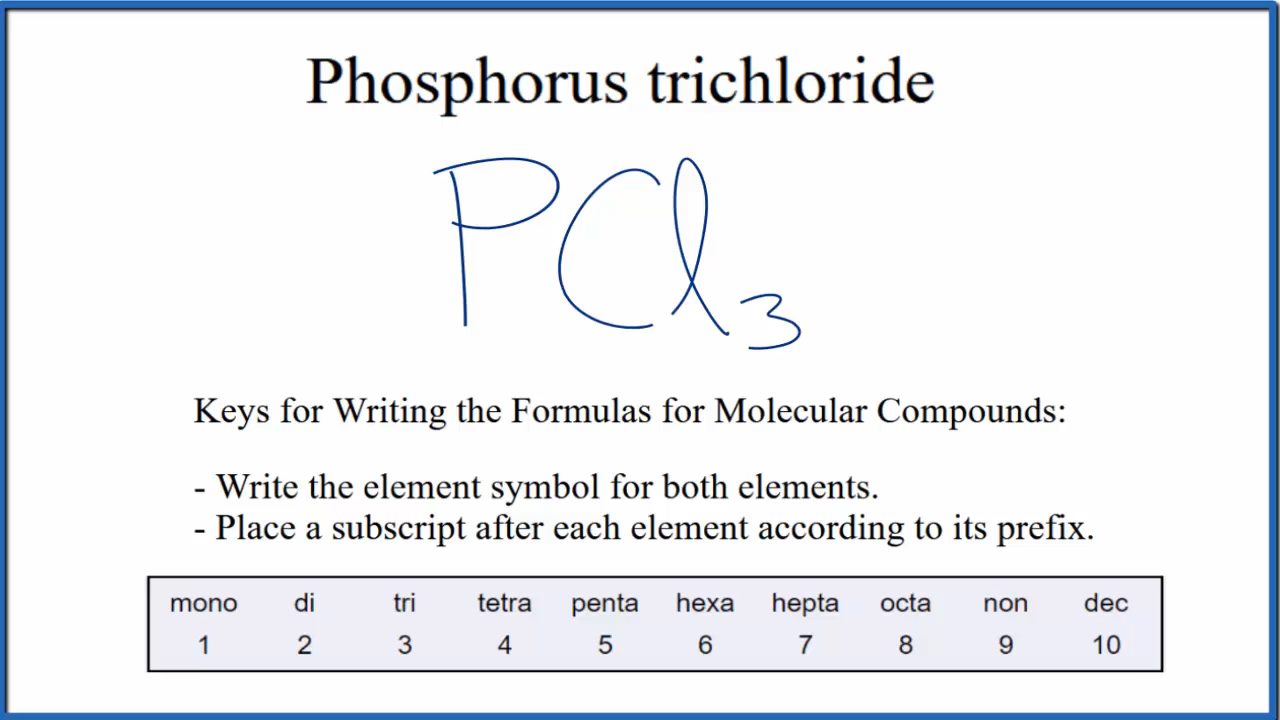 Phosphorus trichloride
PCl₃
Keys for Writing the Formulas for Molecular Compounds:
- Write the element symbol for both elements.
- Place a subscript after each element according to its prefix.
mono di tri tetra penta hexa hepta octa non dec
1 2 3 4 5 6 7 8 9 10